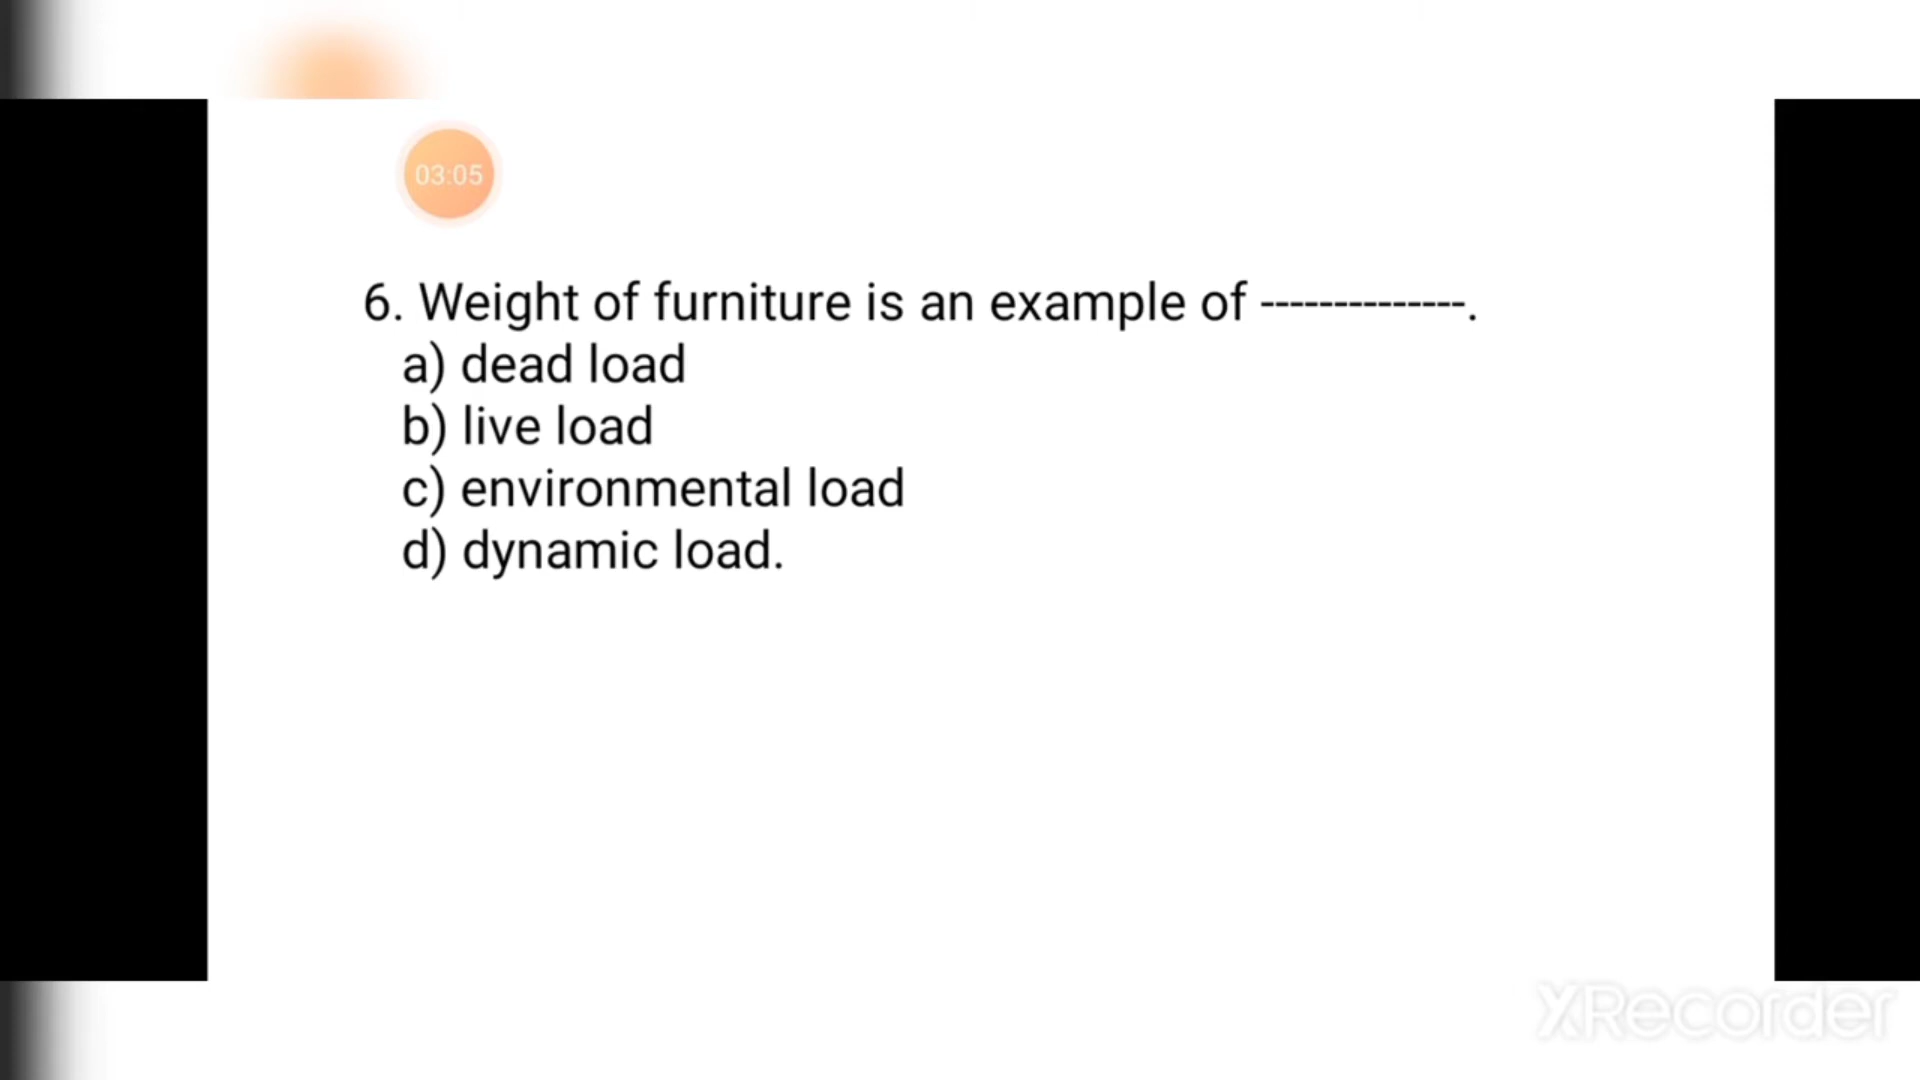 03:05
6. Weight of furniture is an example of --------------.
a) dead load
b) live load
c) environmental load
d) dynamic load.
XRecorder